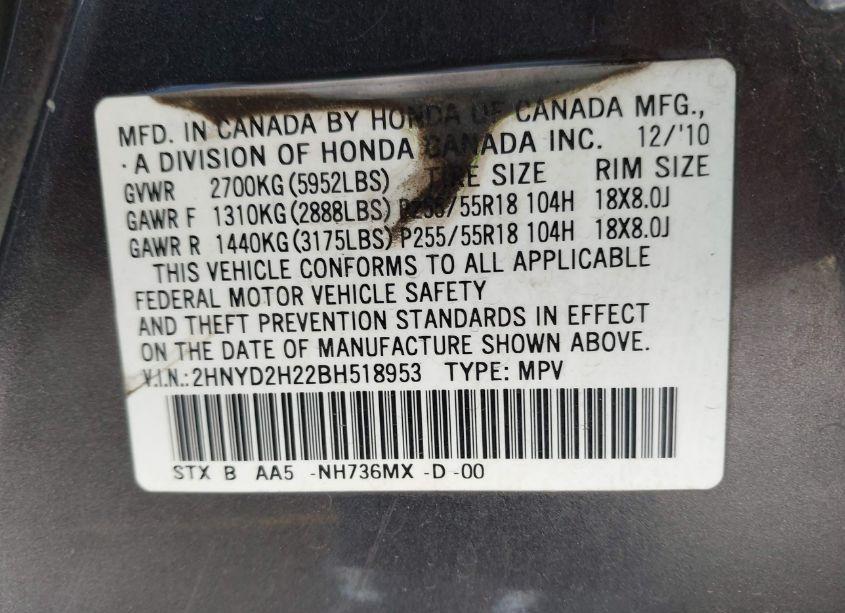 MFD. IN CANADA BY HONDA OF CANADA MFG.,
A DIVISION OF HONDA CANADA INC. 12/'10
GVWR 2700KG (5952LBS) TIRE SIZE RIM SIZE
GAWR F 1310KG (2888LBS) P255/55R18 104H 18X8.0J
GAWR R 1440KG (3175LBS) P255/55R18 104H 18X8.0J
THIS VEHICLE CONFORMS TO ALL APPLICABLE
FEDERAL MOTOR VEHICLE SAFETY
AND THEFT PREVENTION STANDARDS IN EFFECT
ON THE DATE OF MANUFACTURE SHOWN ABOVE.
V.I.N.: 2HNYD2H22BH518953 TYPE: MPV
STX B AA5 -NH736MX -D -00